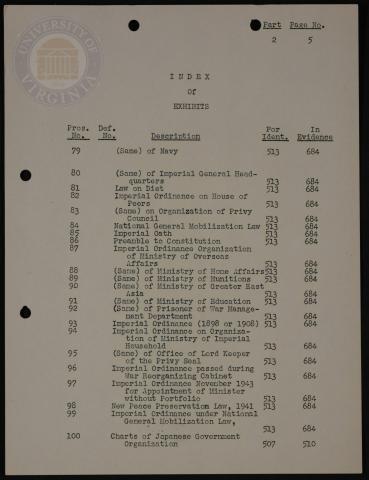 UNIVERSITY OF VIRGINIA
Part Page No.
2 5
INDEX
Of
EXHIBITS
Pros. Def. For In
No. No. Description Ident. Evidence
79 (Same) of Navy 513 684
80 (Same) of Imperial General Head-
quarters 513 684
81 Law on Diet 513 684
82 Imperial Ordinance on House of
Peers 513 684
83 (Same) on Organization of Privy
Council 513 684
84 National General Mobilization Law 513 684
85 Imperial Oath 513 684
86 Preamble to Constitution 513 684
87 Imperial Ordinance Organization
of Ministry of Overseas
Affairs 513 684
88 (Same) of Ministry of Home Affairs 513 684
89 (Same) of Ministry of Munitions 513 684
90 (Same) of Ministry of Greater East
Asia 513 684
91 (Same) of Ministry of Education 513 684
92 (Same) of Prisoner of War Manage-
ment Department 513 684
93 Imperial Ordinance (1898 or 1908) 513 684
94 Imperial Ordinance on Organiza-
tion of Ministry of Imperial
Household 513 684
95 (Same) of Office of Lord Keeper
of the Privy Seal 513 684
96 Imperial Ordinance passed during
War Reorganizing Cabinet 513 684
97 Imperial Ordinance November 1943
for Appointment of Minister
without Portfolio 513 684
98 New Peace Preservation Law, 1941 513 684
99 Imperial Ordinance under National
General Mobilization Law,
513 684
100 Charts of Japanese Government
Organization 507 510